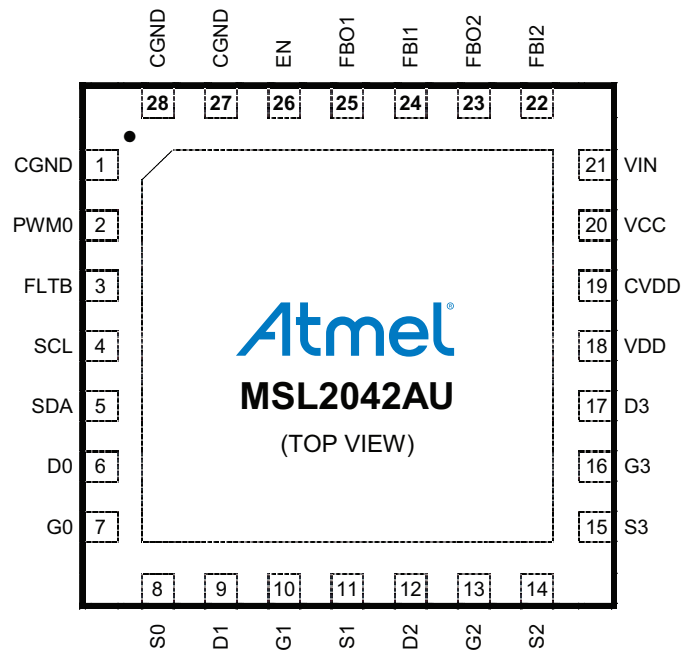 CGND
CGND
EN
FBO1
FBI1
FBO2
FBI2
28 27 26 25 24 23 22
CGND 1
PWM0 2
FLTB 3
SCL 4
SDA 5
D0 6
G0 7
21 VIN
20 VCC
19 CVDD
18 VDD
17 D3
16 G3
15 S3
Atmel®
MSL2042AU
(TOP VIEW)
8 9 10 11 12 13 14
S0
D1
G1
S1
D2
G2
S2